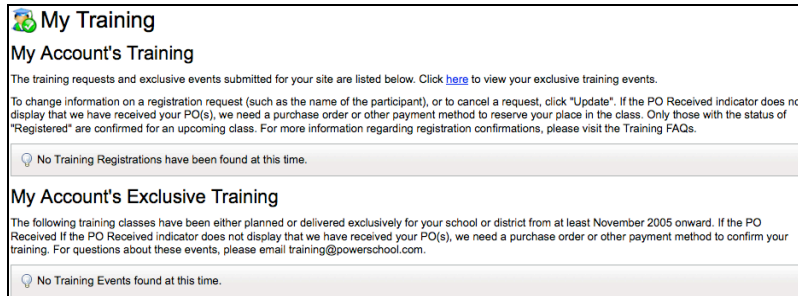 My Training
My Account's Training
The training requests and exclusive events submitted for your site are listed below. Click here to view your exclusive training events.
To change information on a registration request (such as the name of the participant), or to cancel a request, click "Update". If the PO Received indicator does
display that we have received your PO(s), we need a purchase order or other payment method to reserve your place in the class. Only those with the status of
"Registered" are confirmed for an upcoming class. For more information regarding registration confirmations, please visit the Training FAQs.
No Training Registrations have been found at this time.
My Account's Exclusive Training
The following training classes have been either planned or delivered exclusively for your school or district from at least November 2005 onward. If the PO
Received If the PO Received indicator does not display that we have received your PO(s), we need a purchase order or other payment method to confirm your
training. For questions about these events, please email training@powerschool.com.
No Training Events found at this time.